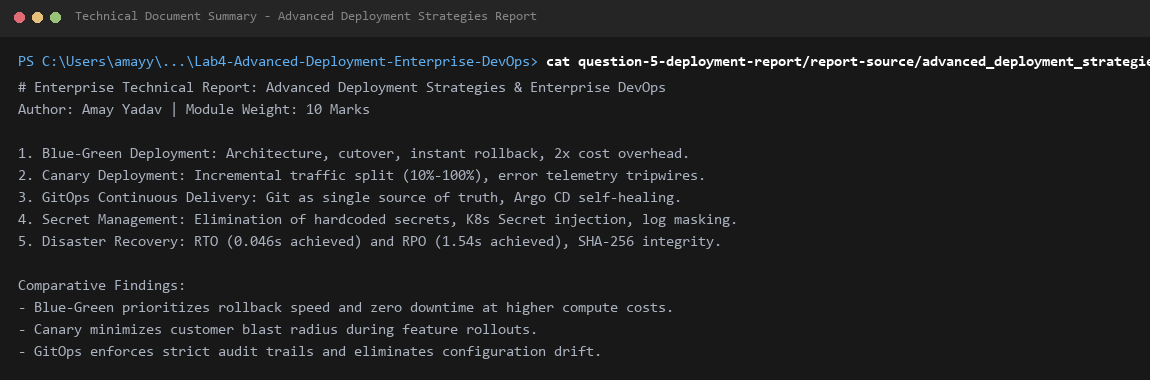 Technical Document Summary - Advanced Deployment Strategies Report
PS C:\Users\amayy\...\Lab4-Advanced-Deployment-Enterprise-DevOps> cat question-5-deployment-report/report-source/advanced_deployment_strategie
# Enterprise Technical Report: Advanced Deployment Strategies & Enterprise DevOps
Author: Amay Yadav | Module Weight: 10 Marks
1. Blue-Green Deployment: Architecture, cutover, instant rollback, 2x cost overhead.
2. Canary Deployment: Incremental traffic split (10%-100%), error telemetry tripwires.
3. GitOps Continuous Delivery: Git as single source of truth, Argo CD self-healing.
4. Secret Management: Elimination of hardcoded secrets, K8s Secret injection, log masking.
5. Disaster Recovery: RTO (0.046s achieved) and RPO (1.54s achieved), SHA-256 integrity.
Comparative Findings:
- Blue-Green prioritizes rollback speed and zero downtime at higher compute costs.
- Canary minimizes customer blast radius during feature rollouts.
- GitOps enforces strict audit trails and eliminates configuration drift.